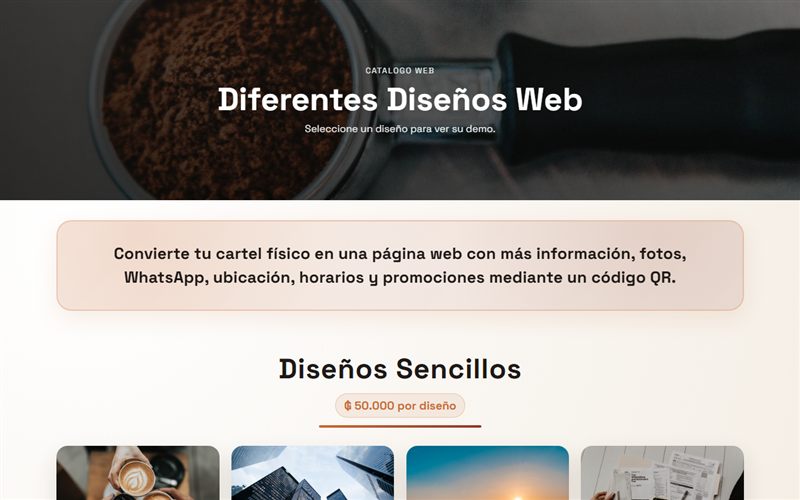 CATALOGO WEB
Diferentes Diseños Web
Seleccione un diseño para ver su demo.
Convierte tu cartel físico en una página web con más información, fotos,
WhatsApp, ubicación, horarios y promociones mediante un código QR.
Diseños Sencillos
₲ 50.000 por diseño